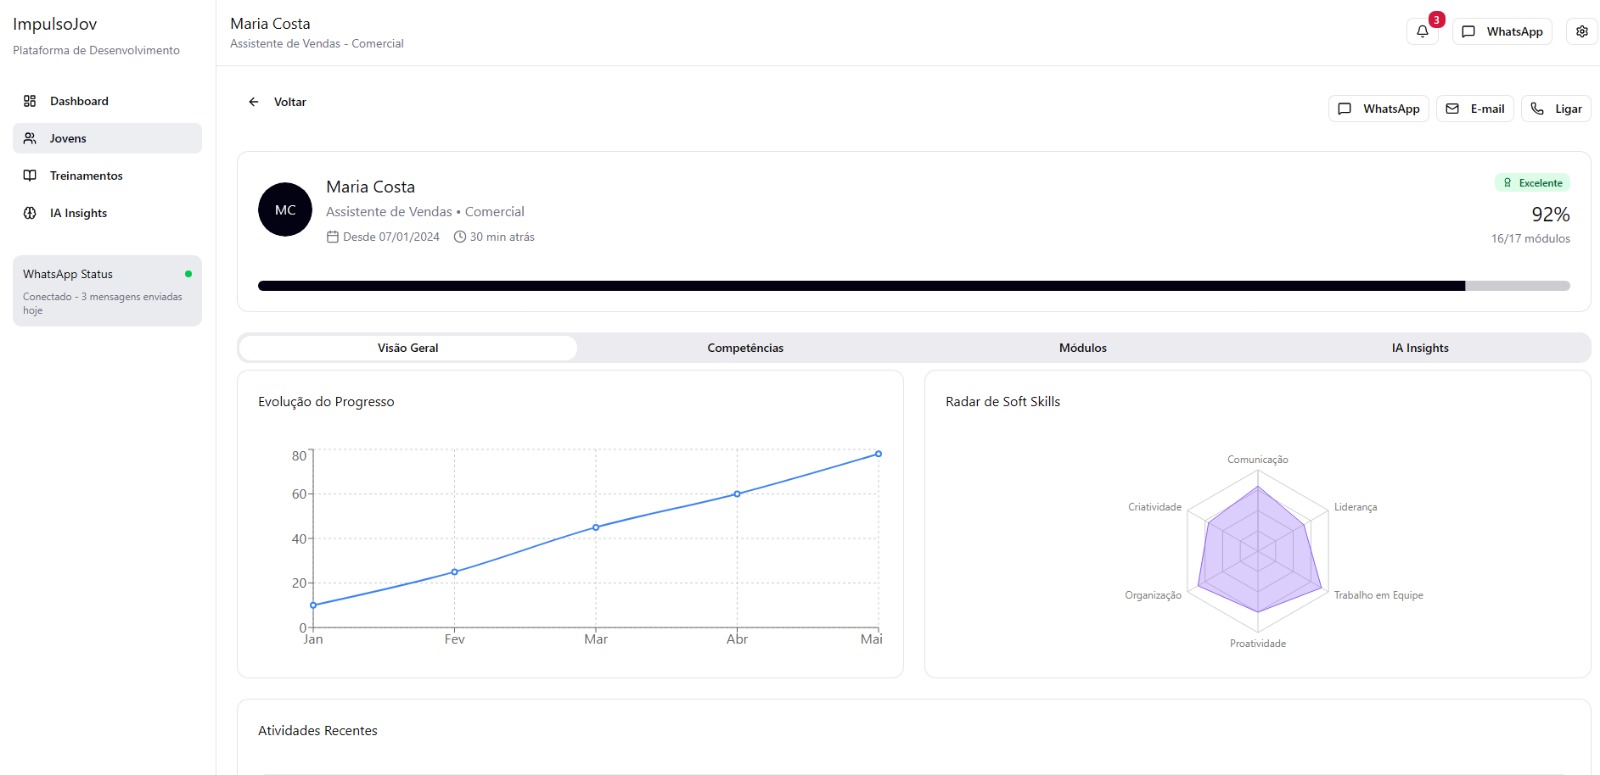 ImpulsoJov
Plataforma de Desenvolvimento
Dashboard
Jovens
Treinamentos
IA Insights
WhatsApp Status
Conectado - 3 mensagens enviadas
hoje
Maria Costa
Assistente de Vendas - Comercial
3
WhatsApp
Voltar
WhatsApp
E-mail
Ligar
MC
Maria Costa
Assistente de Vendas • Comercial
Desde 07/01/2024
30 min atrás
Excelente
92%
16/17 módulos
Visão Geral
Competências
Módulos
IA Insights
Evolução do Progresso
80
60
40
20
0
Jan
Fev
Mar
Abr
Mai
Radar de Soft Skills
Comunicação
Criatividade
Liderança
Organização
Trabalho em Equipe
Proatividade
Atividades Recentes